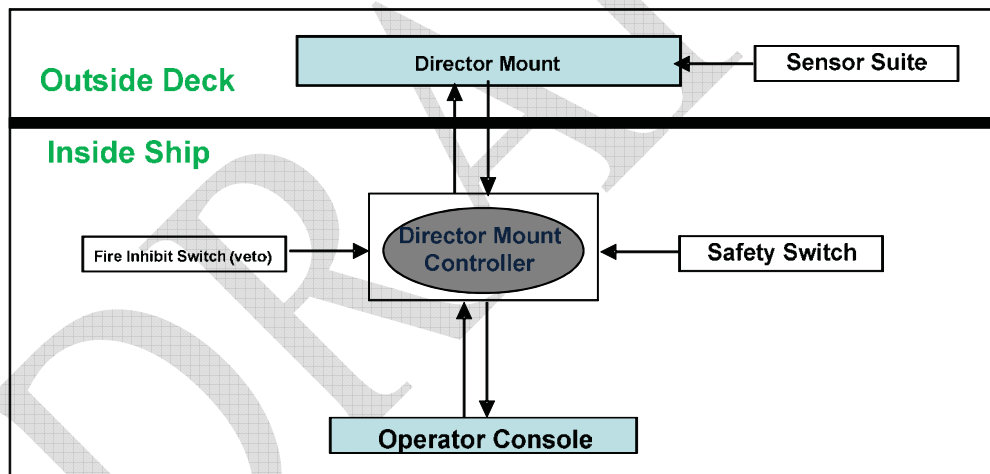 Director Mount
Sensor Suite
Outside Deck
Inside Ship
Fire Inhibit Switch (veto)
Director Mount
Controller
Safety Switch
Operator Console
DRAFT